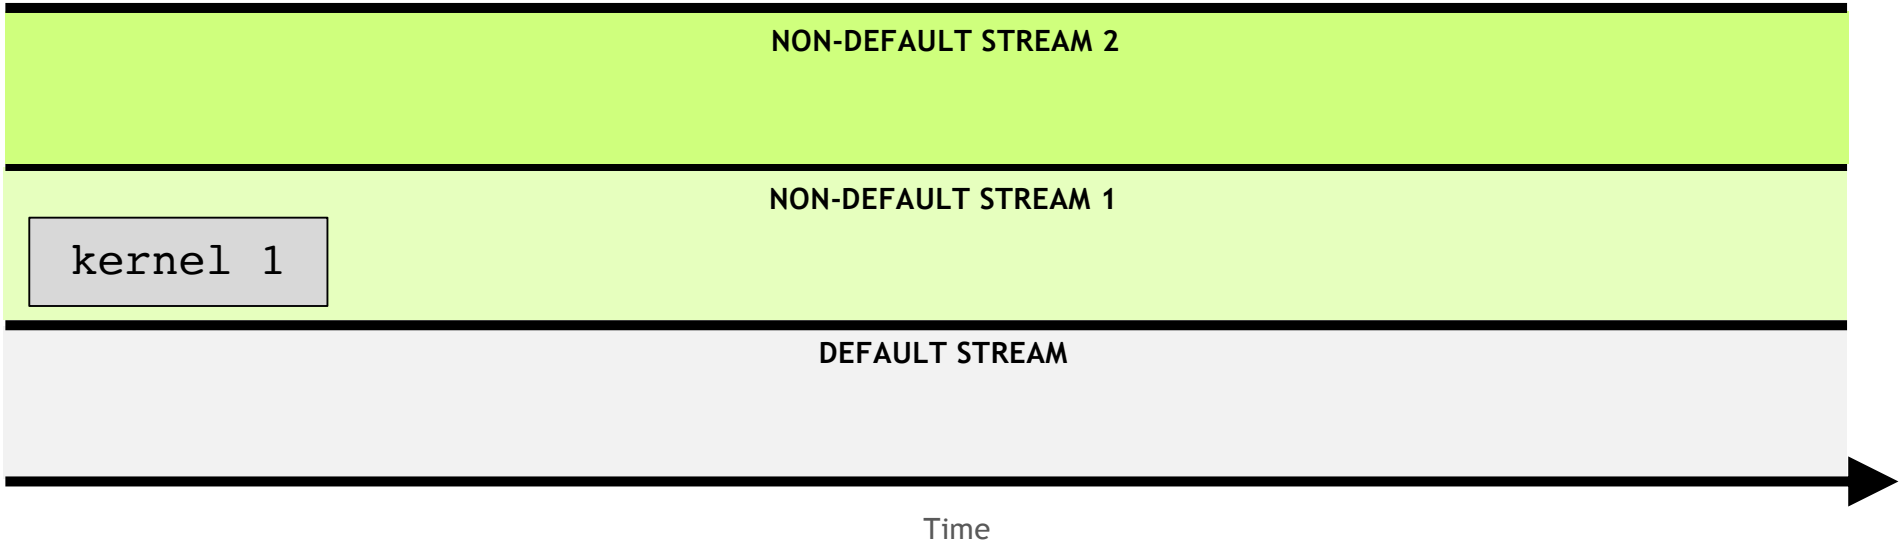 NON-DEFAULT STREAM 2
NON-DEFAULT STREAM 1
kernel 1
DEFAULT STREAM
Time